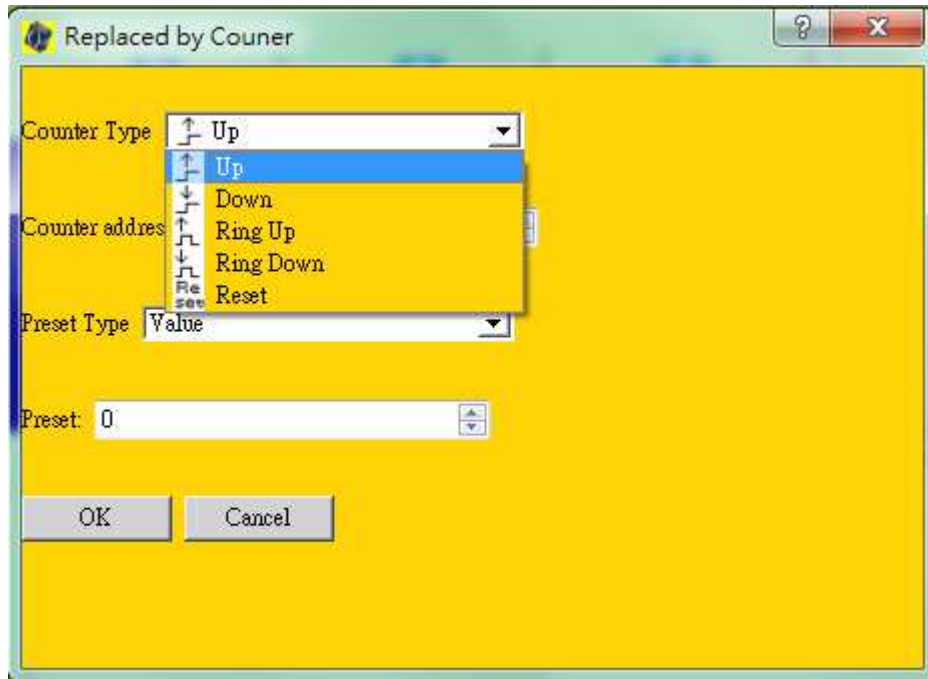 Replaced by Couner
Counter Type Up
Up
Down
Counter addres
Ring Up
Ring Down
Reset
Reset
Preset Type Value
Preset: 0
OK Cancel